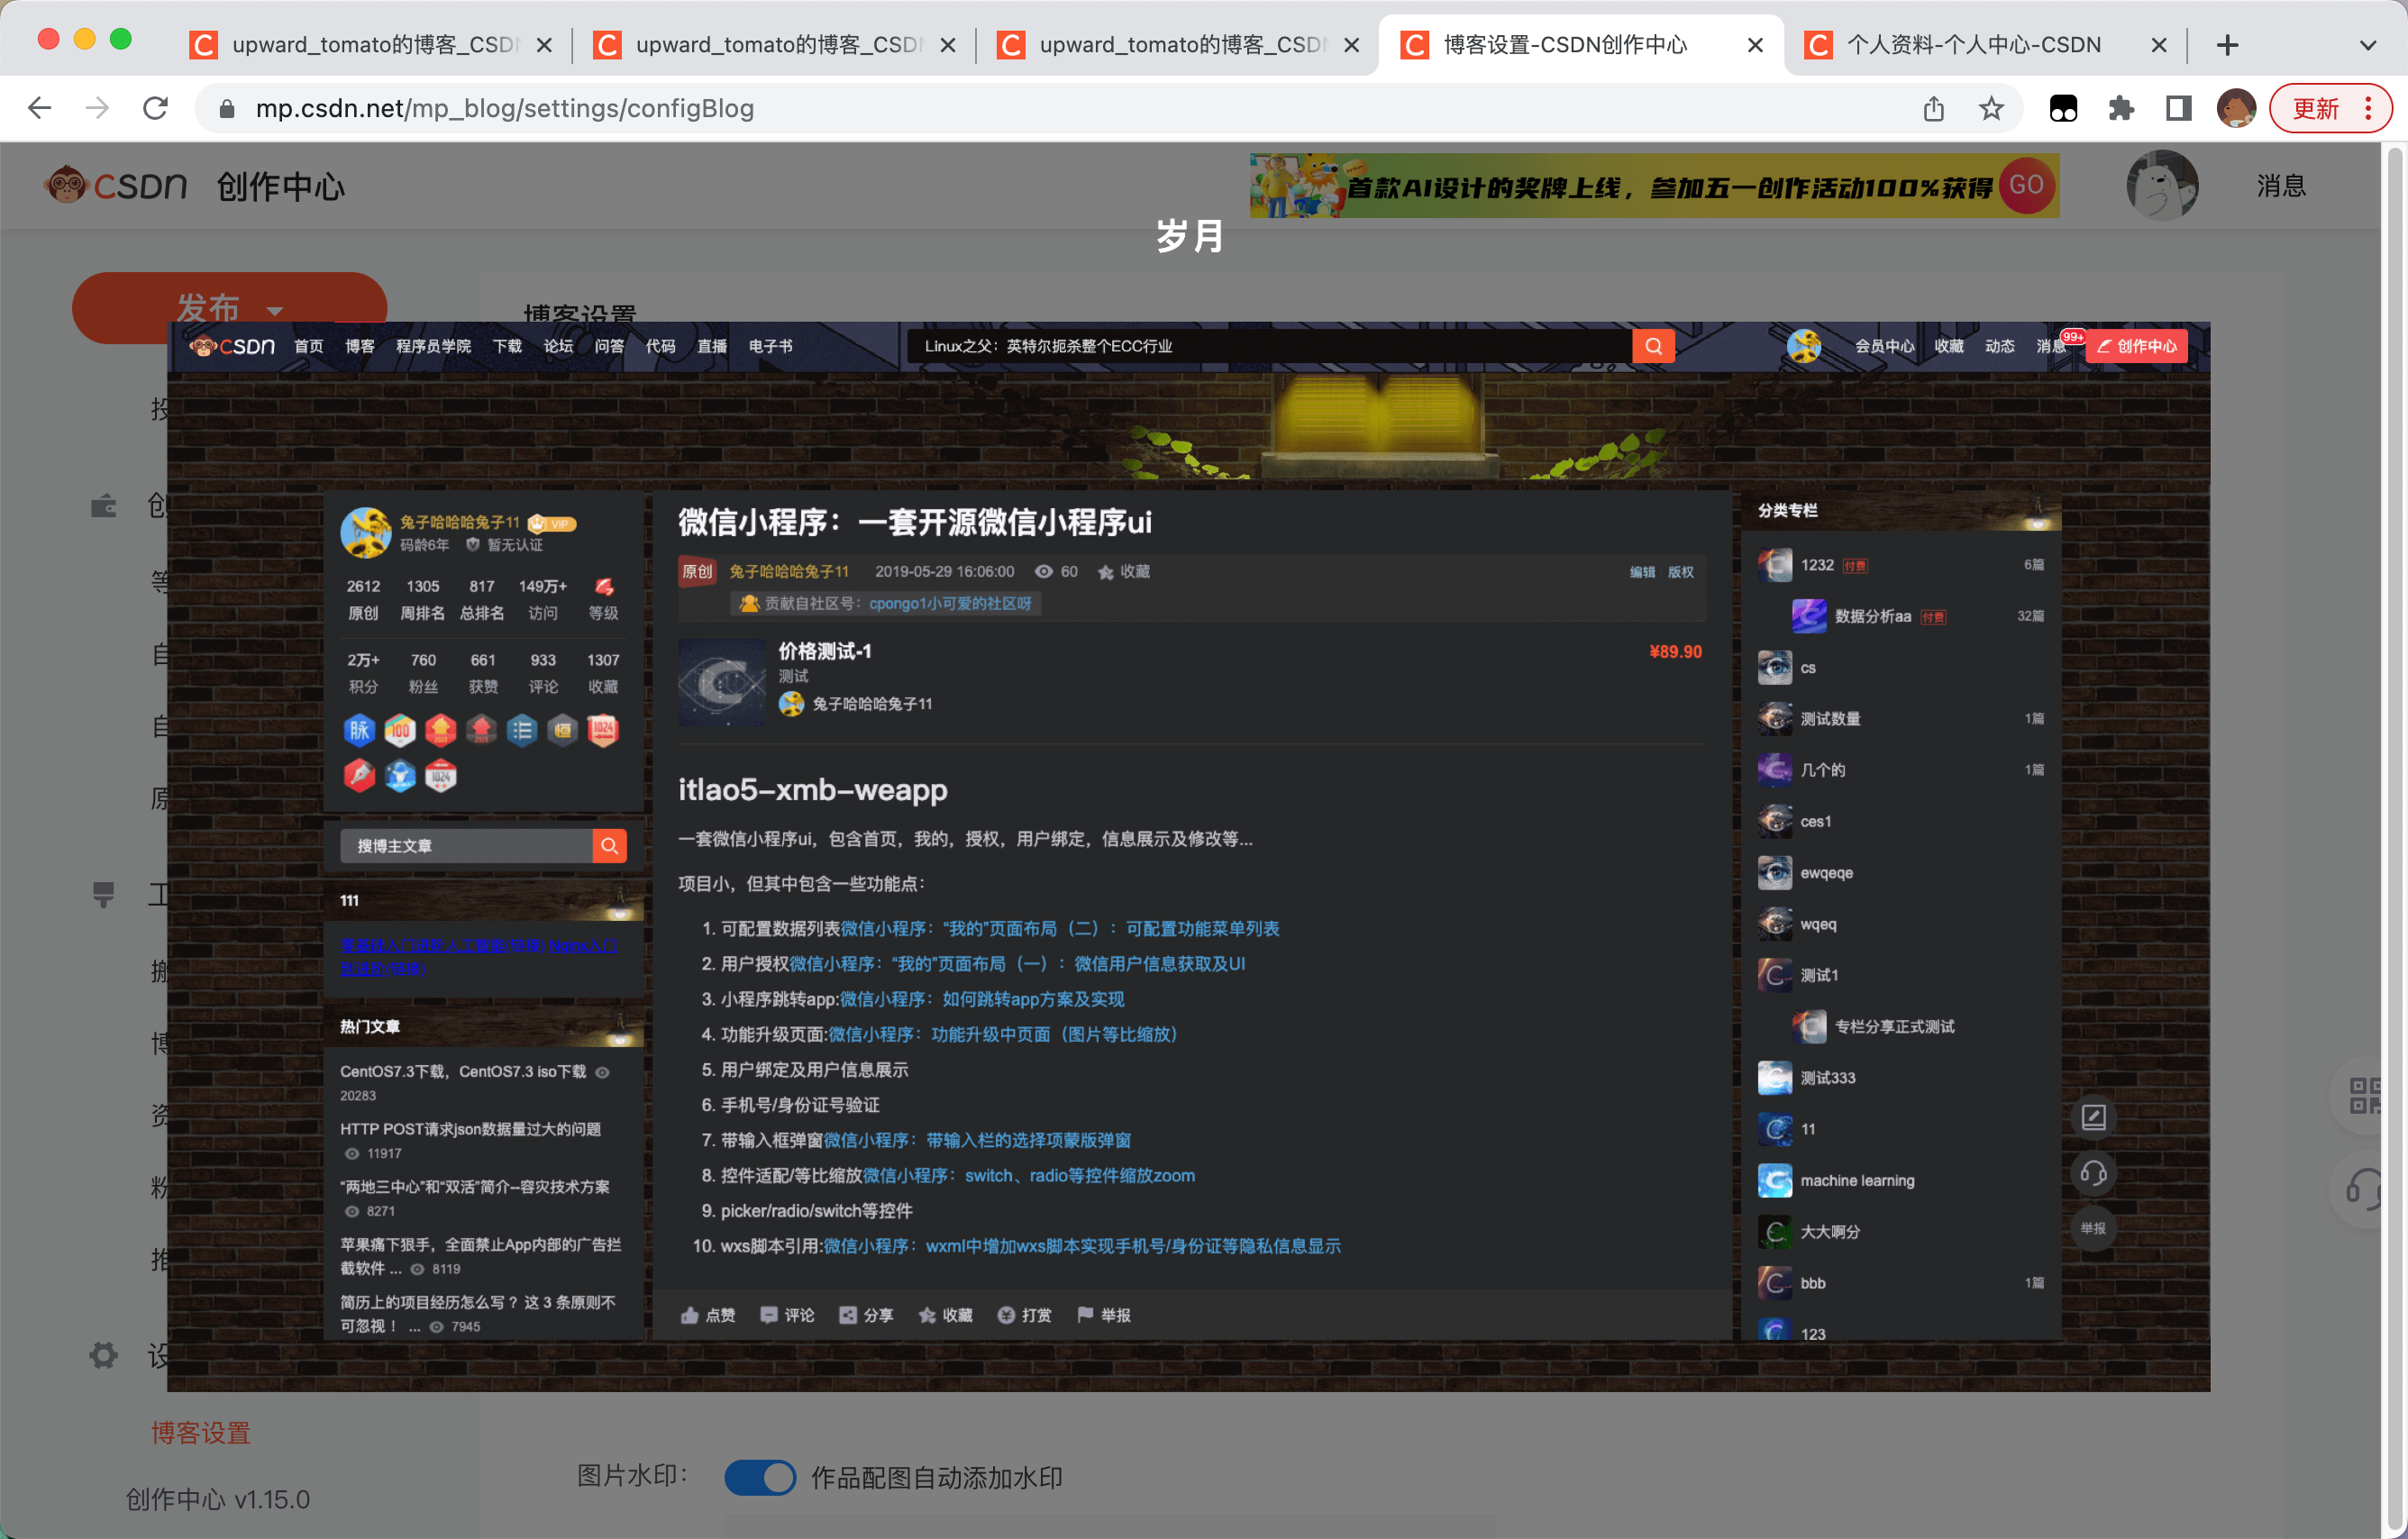 upward_tomato的博客_CSDN
upward_tomato的博客_CSDN
upward_tomato的博客_CSDN
博客设置-CSDN创作中心
个人资料-个人中心-CSDN
mp.csdn.net/mp_blog/settings/configBlog
更新
CSDN 创作中心
首款AI设计的奖牌上线，参加五一创作活动100%获得 GO
消息
岁月
发布
博客设置
CSDN 首页 博客 程序员学院 下载 论坛 问答 代码 直播 电子书
Linux之父：英特尔扼杀整个ECC行业
会员中心 收藏 动态 消息 99+ 创作中心
兔子哈哈哈兔子11 VIP
码龄6年 暂无认证
2612 1305 817 149万+
原创 周排名 总排名 访问 等级
2万+ 760 661 933 1307
积分 粉丝 获赞 评论 收藏
脉 100 1024
1024
搜博主文章
111
零基础人门进阶人工智能(链接) Nginx入门
到进阶(链接)
热门文章
CentOS7.3下载，CentOS7.3 iso下载
20283
HTTP POST请求json数据量过大的问题
11917
“两地三中心”和“双活”简介--容灾技术方案
8271
苹果痛下狠手，全面禁止App内部的广告拦
截软件 ... 8119
简历上的项目经历怎么写？ 这 3 条原则不
可忽视！ ... 7945
微信小程序：一套开源微信小程序ui
原创 兔子哈哈哈兔子11 2019-05-29 16:06:00 60 收藏
编辑 版权
贡献自社区号：cpongo1小可爱的社区呀
价格测试-1
¥89.90
测试
兔子哈哈哈兔子11
itlao5-xmb-weapp
一套微信小程序ui，包含首页，我的，授权，用户绑定，信息展示及修改等...
项目小，但其中包含一些功能点：
1. 可配置数据列表微信小程序：“我的”页面布局（二）：可配置功能菜单列表
2. 用户授权微信小程序：“我的”页面布局（一）：微信用户信息获取及UI
3. 小程序跳转app:微信小程序：如何跳转app方案及实现
4. 功能升级页面:微信小程序：功能升级中页面（图片等比缩放）
5. 用户绑定及用户信息展示
6. 手机号/身份证号验证
7. 带输入框弹窗微信小程序：带输入栏的选择项蒙版弹窗
8. 控件适配/等比缩放微信小程序：switch、radio等控件缩放zoom
9. picker/radio/switch等控件
10. wxs脚本引用:微信小程序：wxml中增加wxs脚本实现手机号/身份证等隐私信息显示
点赞 评论 分享 收藏 打赏 举报
分类专栏
1232 付费 6篇
数据分析aa 付费 32篇
cs
测试数量 1篇
几个的 1篇
ces1
ewqeqe
wqeq
测试1
专栏分享正式测试
测试333
11
machine learning
大大啊分
bbb 1篇
123
举报
博客设置
创作中心 v1.15.0
图片水印： 作品配图自动添加水印